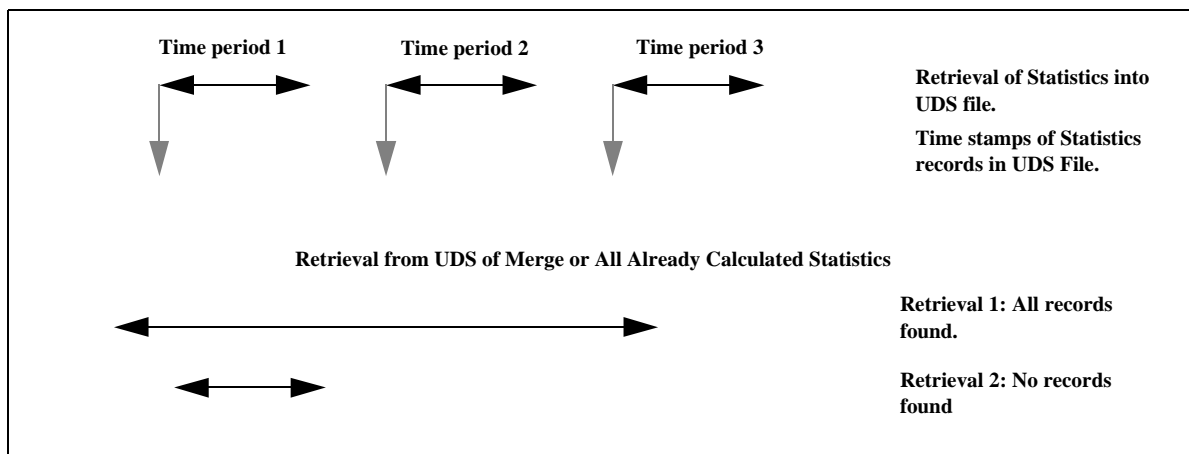 Time period 1
Time period 2
Time period 3
Retrieval of Statistics into
UDS file.
Time stamps of Statistics
records in UDS File.
Retrieval from UDS of Merge or All Already Calculated Statistics
Retrieval 1: All records
found.
Retrieval 2: No records
found